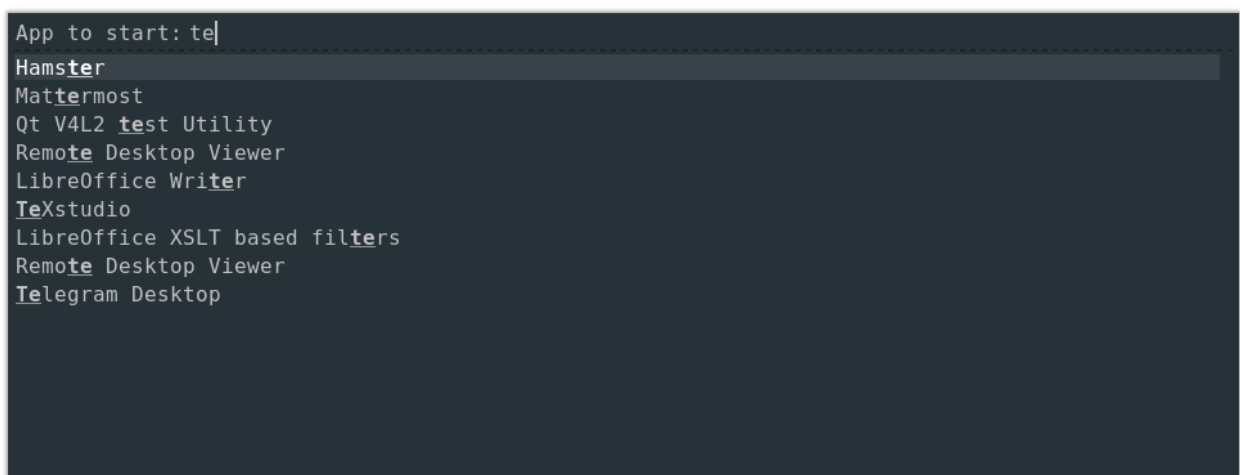 App to start: te
Hamster
Mattermost
Qt V4L2 test Utility
Remote Desktop Viewer
LibreOffice Writer
TeXstudio
LibreOffice XSLT based filters
Remote Desktop Viewer
Telegram Desktop